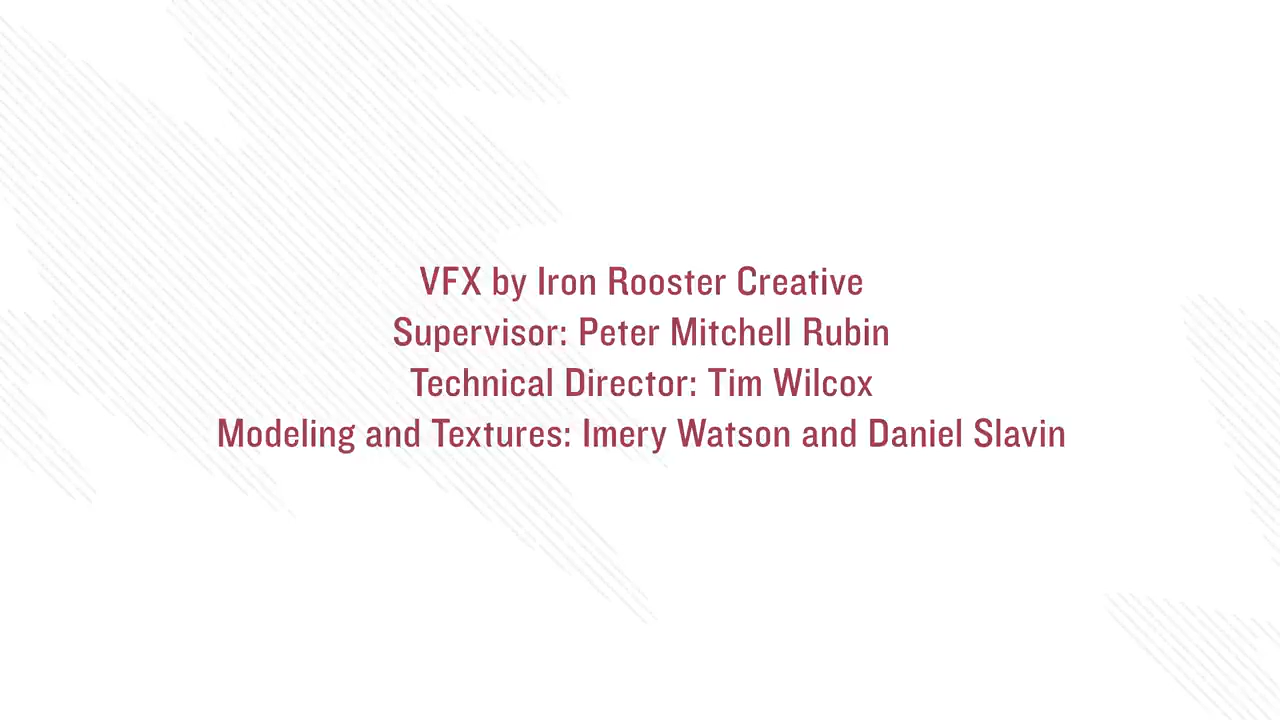 VFX by Iron Rooster Creative
Supervisor: Peter Mitchell Rubin
Technical Director: Tim Wilcox
Modeling and Textures: Imery Watson and Daniel Slavin